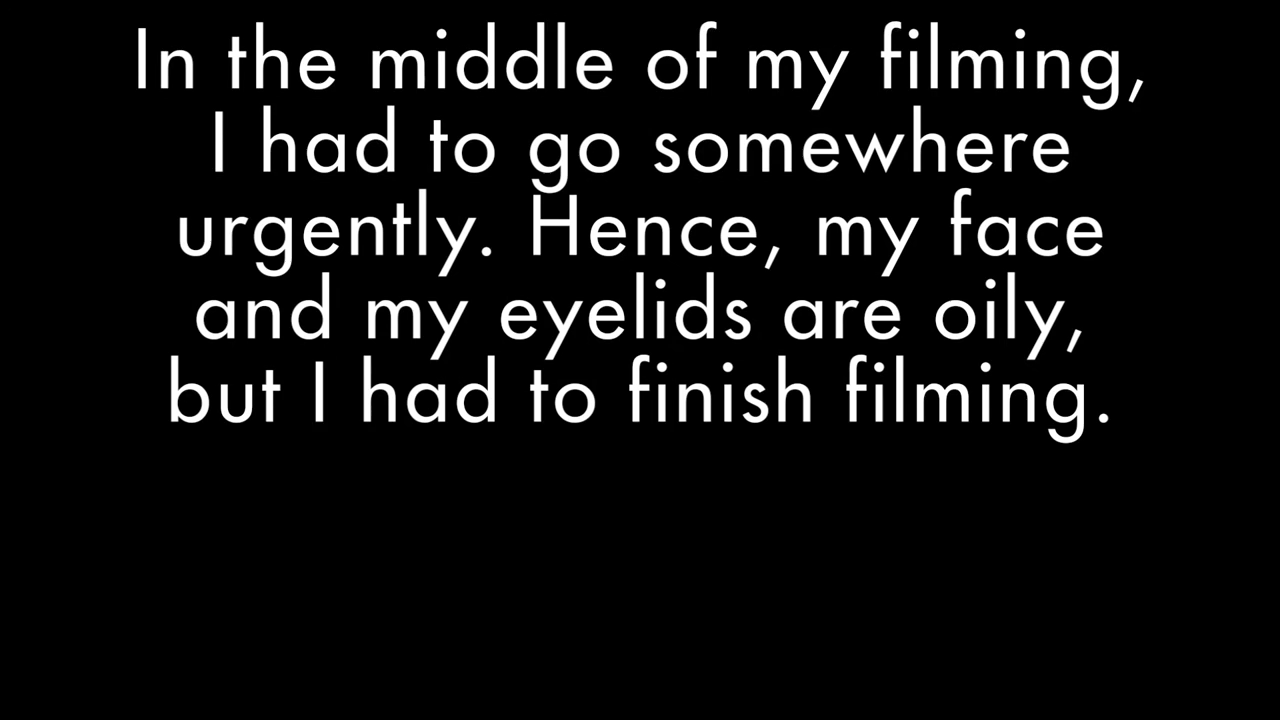 In the middle of my filming,
I had to go somewhere
urgently. Hence, my face
and my eyelids are oily,
but I had to finish filming.